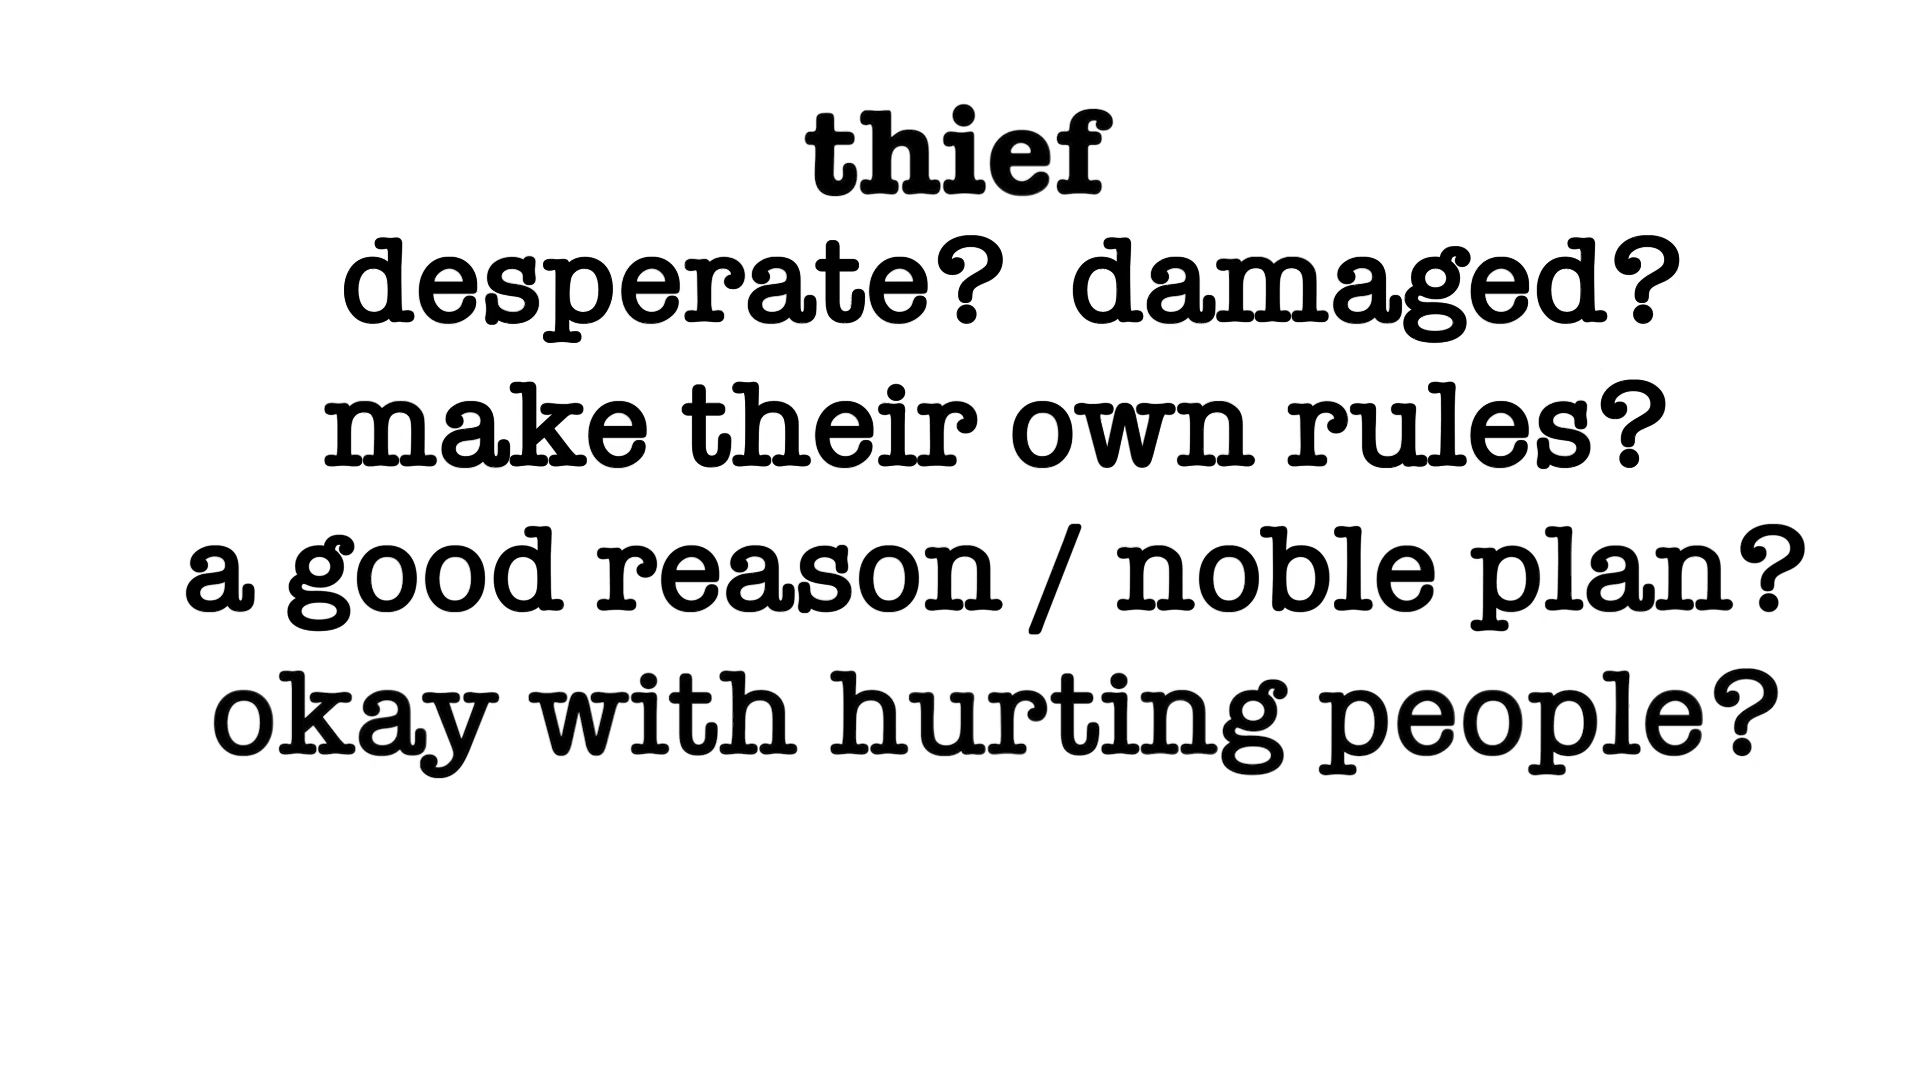 thief
desperate?  damaged?
make their own rules?
a good reason / noble plan?
okay with hurting people?